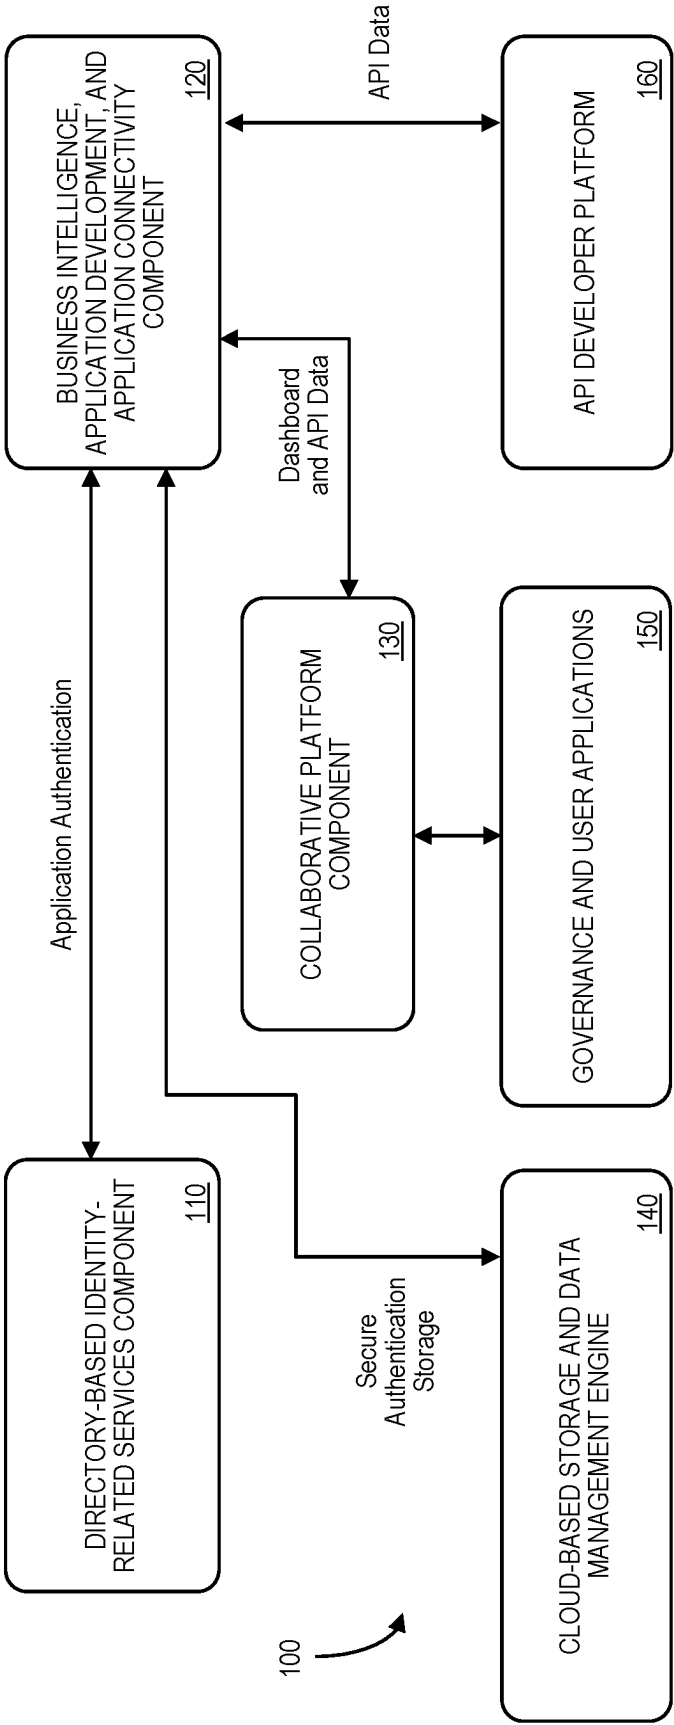 DIRECTORY-BASED IDENTITY-
RELATED SERVICES COMPONENT
110
Application Authentication
BUSINESS INTELLIGENCE,
APPLICATION DEVELOPMENT, AND
APPLICATION CONNECTIVITY
COMPONENT
120
COLLABORATIVE PLATFORM
COMPONENT
130
Dashboard
and API Data
API Data
100
Secure
Authentication
Storage
CLOUD-BASED STORAGE AND DATA
MANAGEMENT ENGINE
140
GOVERNANCE AND USER APPLICATIONS
150
API DEVELOPER PLATFORM
160